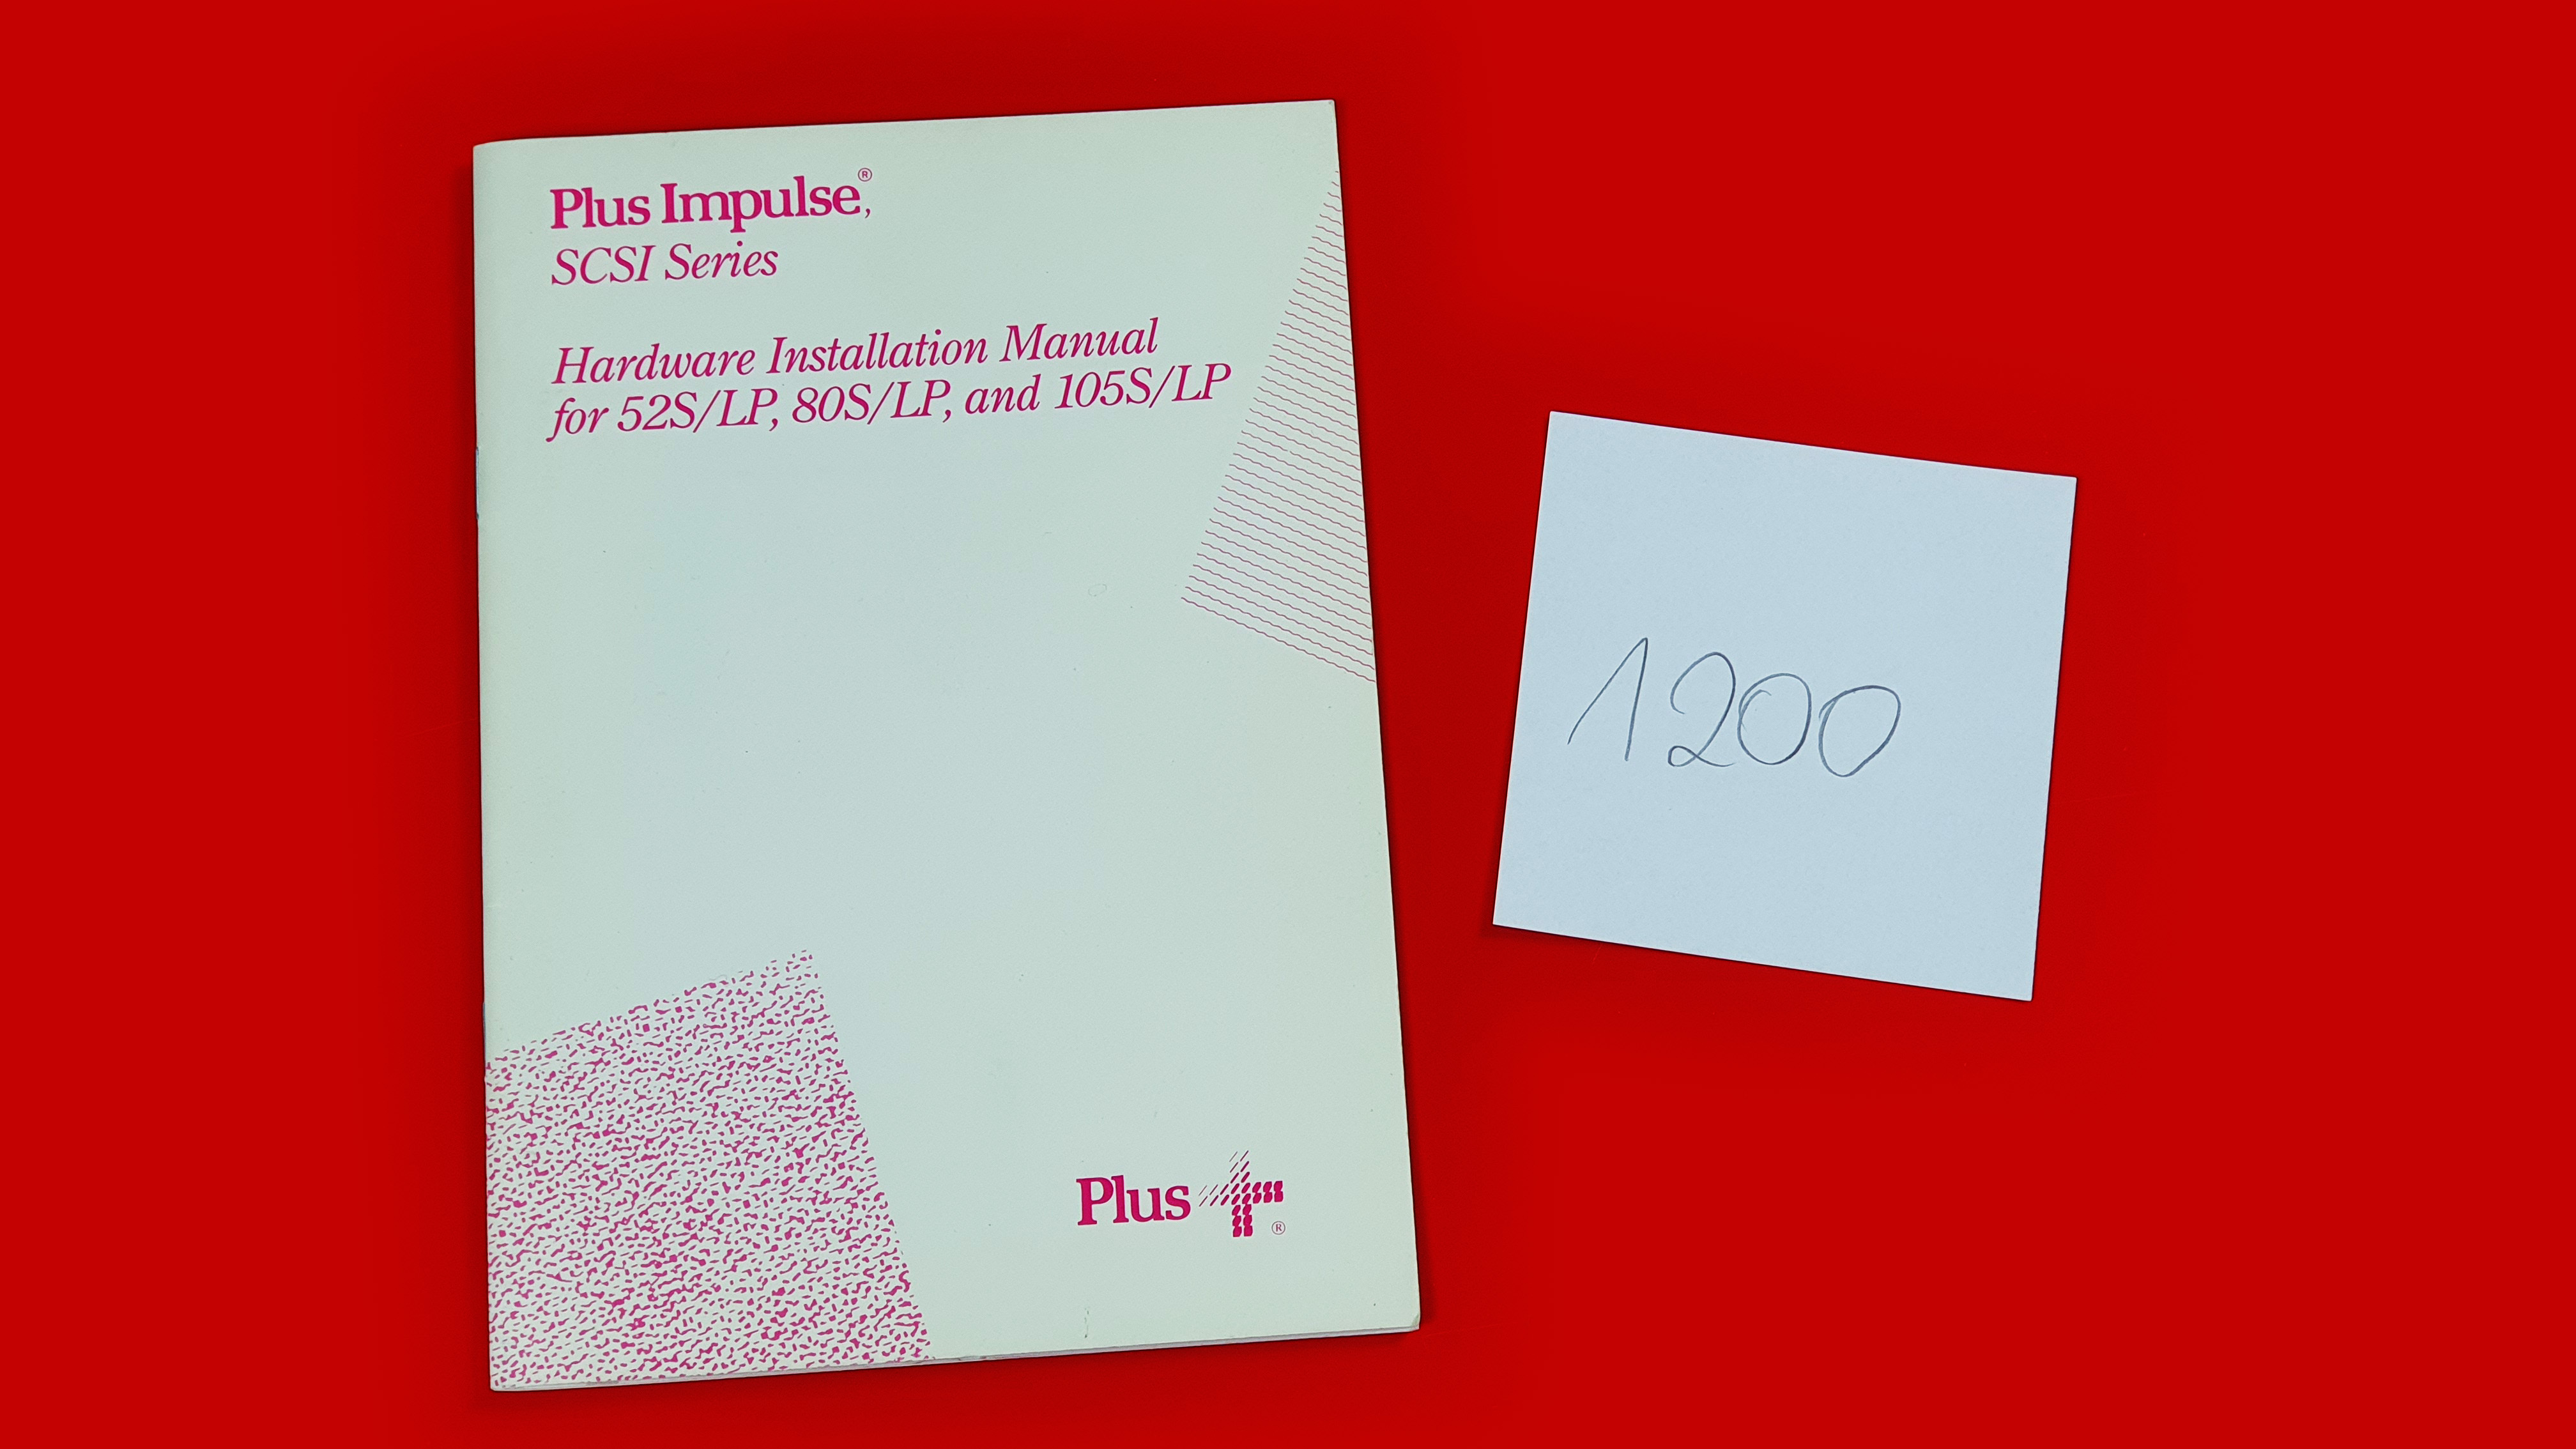 Plus Impulse®,
SCSI Series
Hardware Installation Manual
for 52S/LP, 80S/LP, and 105S/LP
1200
Plus ®